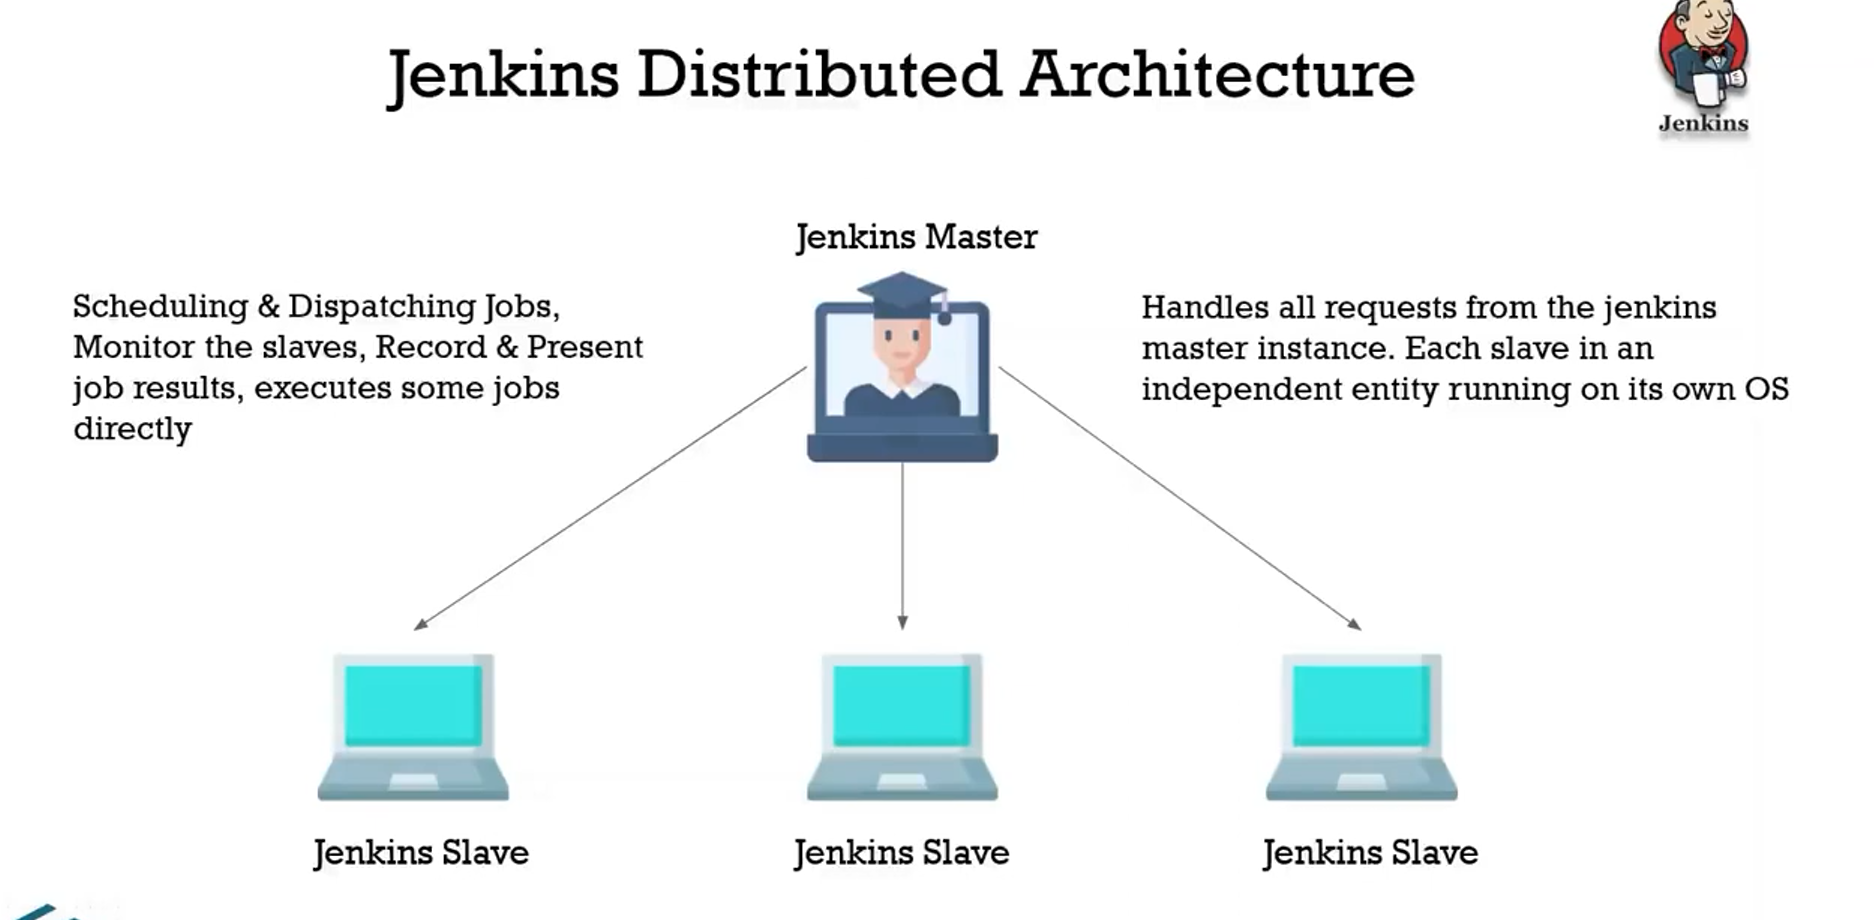 Jenkins Distributed Architecture
Jenkins
Jenkins Master
Scheduling & Dispatching Jobs,
Monitor the slaves, Record & Present
job results, executes some jobs
directly
Handles all requests from the jenkins
master instance. Each slave in an
independent entity running on its own OS
Jenkins Slave
Jenkins Slave
Jenkins Slave